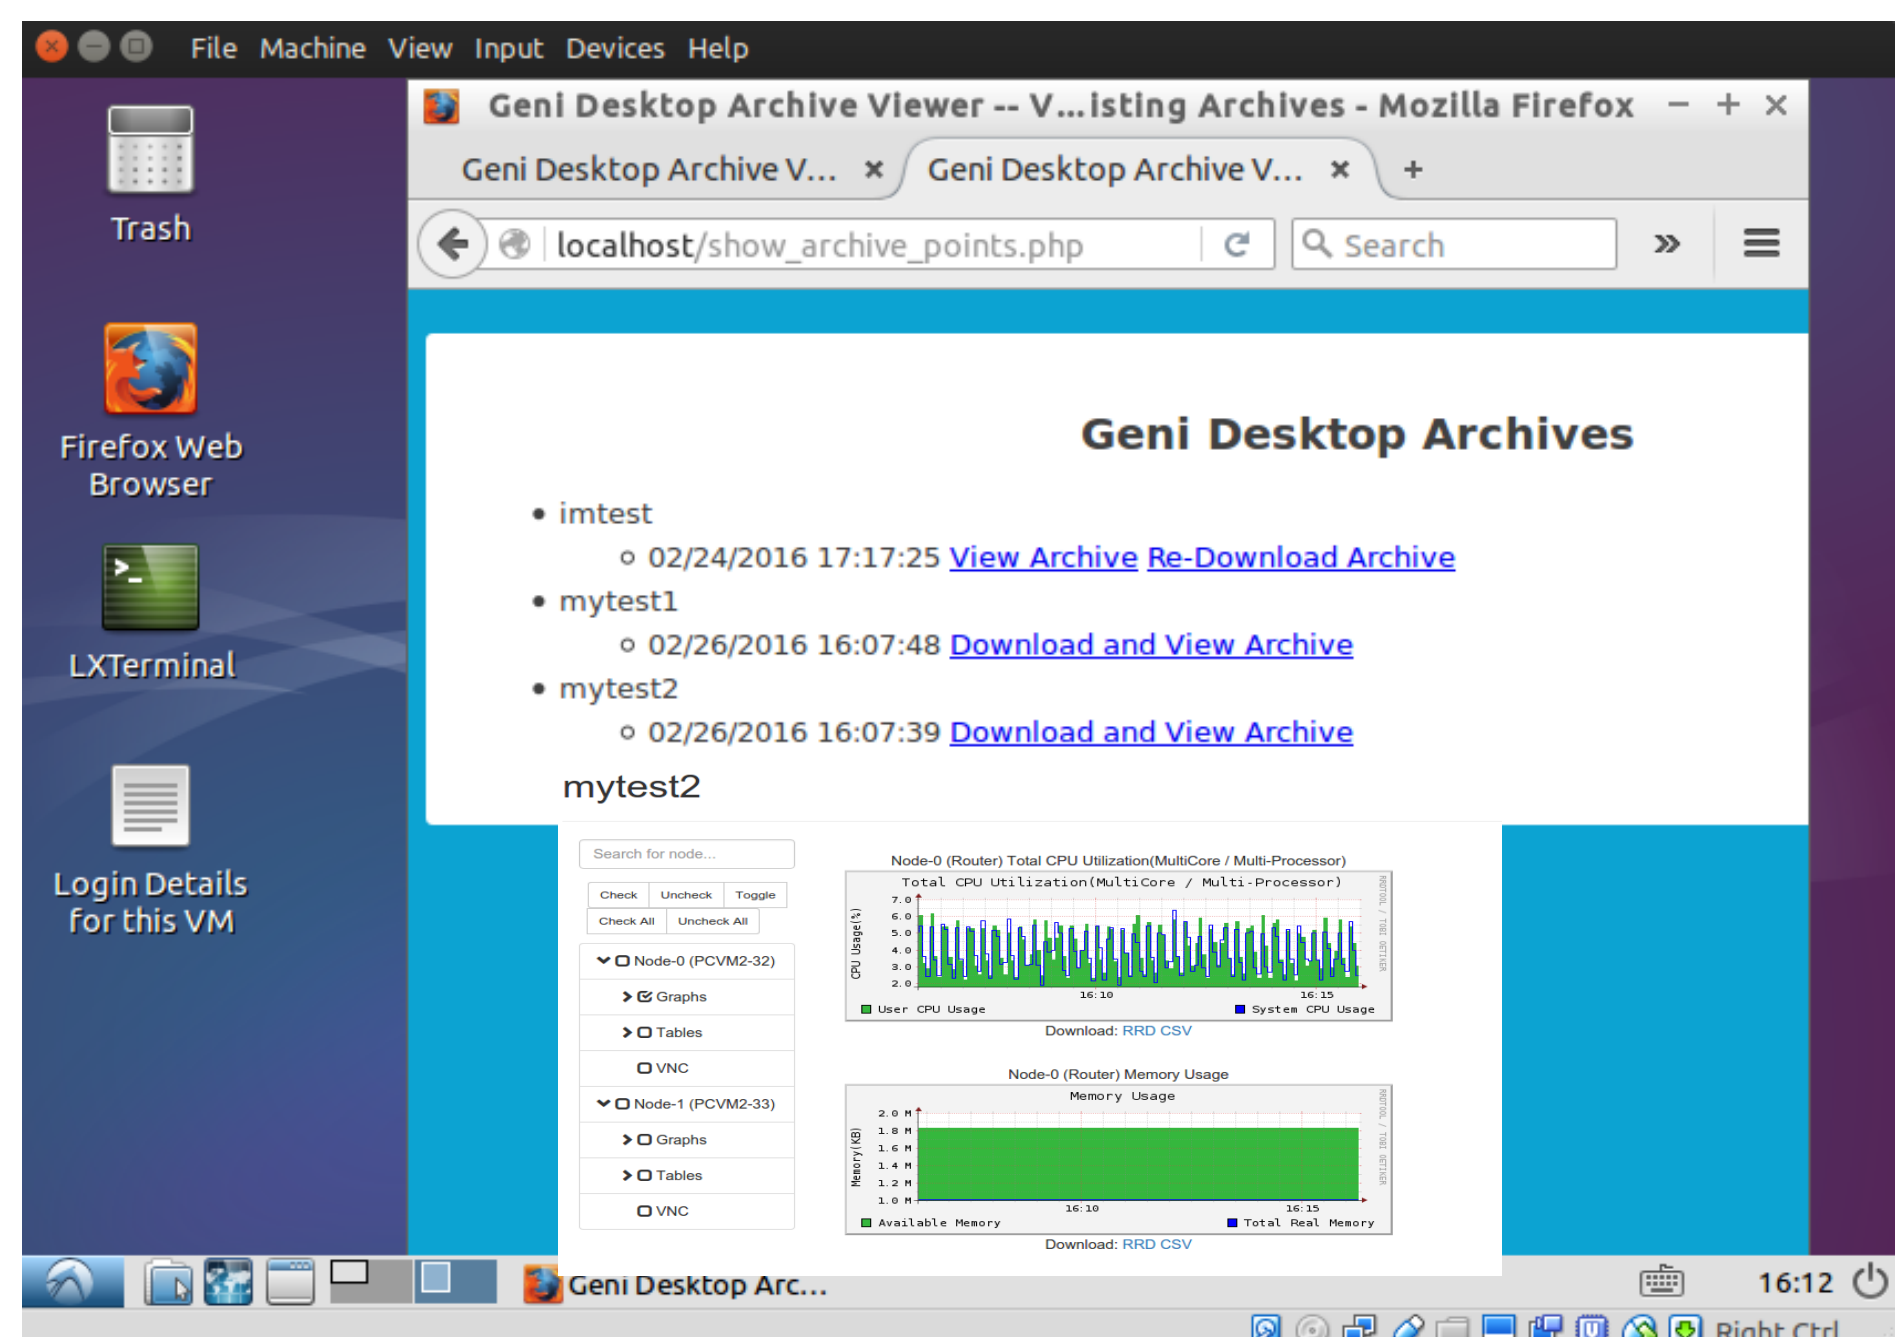 File Machine View Input Devices Help
Geni Desktop Archive Viewer -- V...isting Archives - Mozilla Firefox
Geni Desktop Archive V... Geni Desktop Archive V...
localhost/show_archive_points.php Search
Trash
Firefox Web
Browser
LXTerminal
Login Details
for this VM
Geni Desktop Archives
imtest
02/24/2016 17:17:25 View Archive Re-Download Archive
mytest1
02/26/2016 16:07:48 Download and View Archive
mytest2
02/26/2016 16:07:39 Download and View Archive
mytest2
Search for node...
Check Uncheck Toggle
Check All Uncheck All
Node-0 (PCVM2-32)
Graphs
Tables
VNC
Node-1 (PCVM2-33)
Graphs
Tables
VNC
Node-0 (Router) Total CPU Utilization(MultiCore / Multi-Processor)
Total CPU Utilization(MultiCore / Multi-Processor)
RRDTOOL / TOBI OETIKER
CPU Usage(%)
7.0
6.0
5.0
4.0
3.0
2.0
16:10 16:15
User CPU Usage System CPU Usage
Download: RRD CSV
Node-0 (Router) Memory Usage
Memory Usage
RRDTOOL / TOBI OETIKER
Memory(KB)
2.0 M
1.8 M
1.6 M
1.4 M
1.2 M
1.0 M
16:10 16:15
Available Memory Total Real Memory
Download: RRD CSV
Geni Desktop Arc...
16:12
Right Ctrl